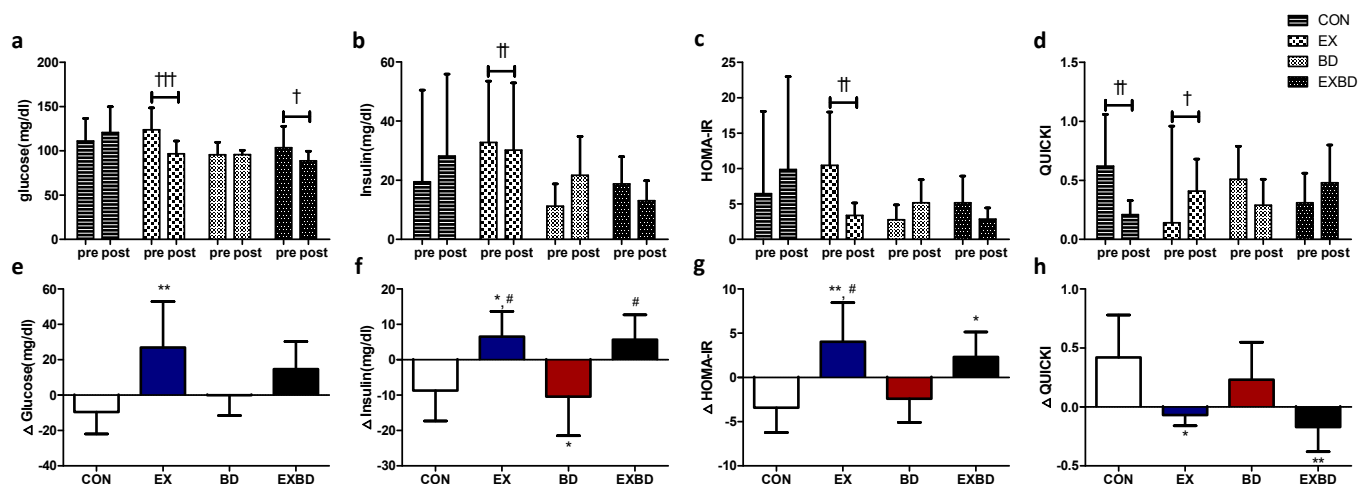 CON
EX
BD
EXBD
a
glucose(mg/dl)
200
150
100
50
0
†††
†
pre post pre post pre post pre post
b
Insulin(mg/dl)
60
40
20
0
††
pre post pre post pre post pre post
c
HOMA-IR
25
20
15
10
5
0
††
pre post pre post pre post pre post
d
QUICKI
1.5
1.0
0.5
0.0
††
†
pre post pre post pre post pre post
e
Δ Glucose(mg/dl)
60
40
20
0
-20
-40
**
CON EX BD EXBD
f
Δ Insulin(mg/dl)
20
10
0
-10
-20
-30
*, #
#
*
CON EX BD EXBD
g
Δ HOMA-IR
10
5
0
-5
-10
**, #
*
CON EX BD EXBD
h
Δ QUICKI
1.0
0.5
0.0
-0.5
*
**
CON EX BD EXBD